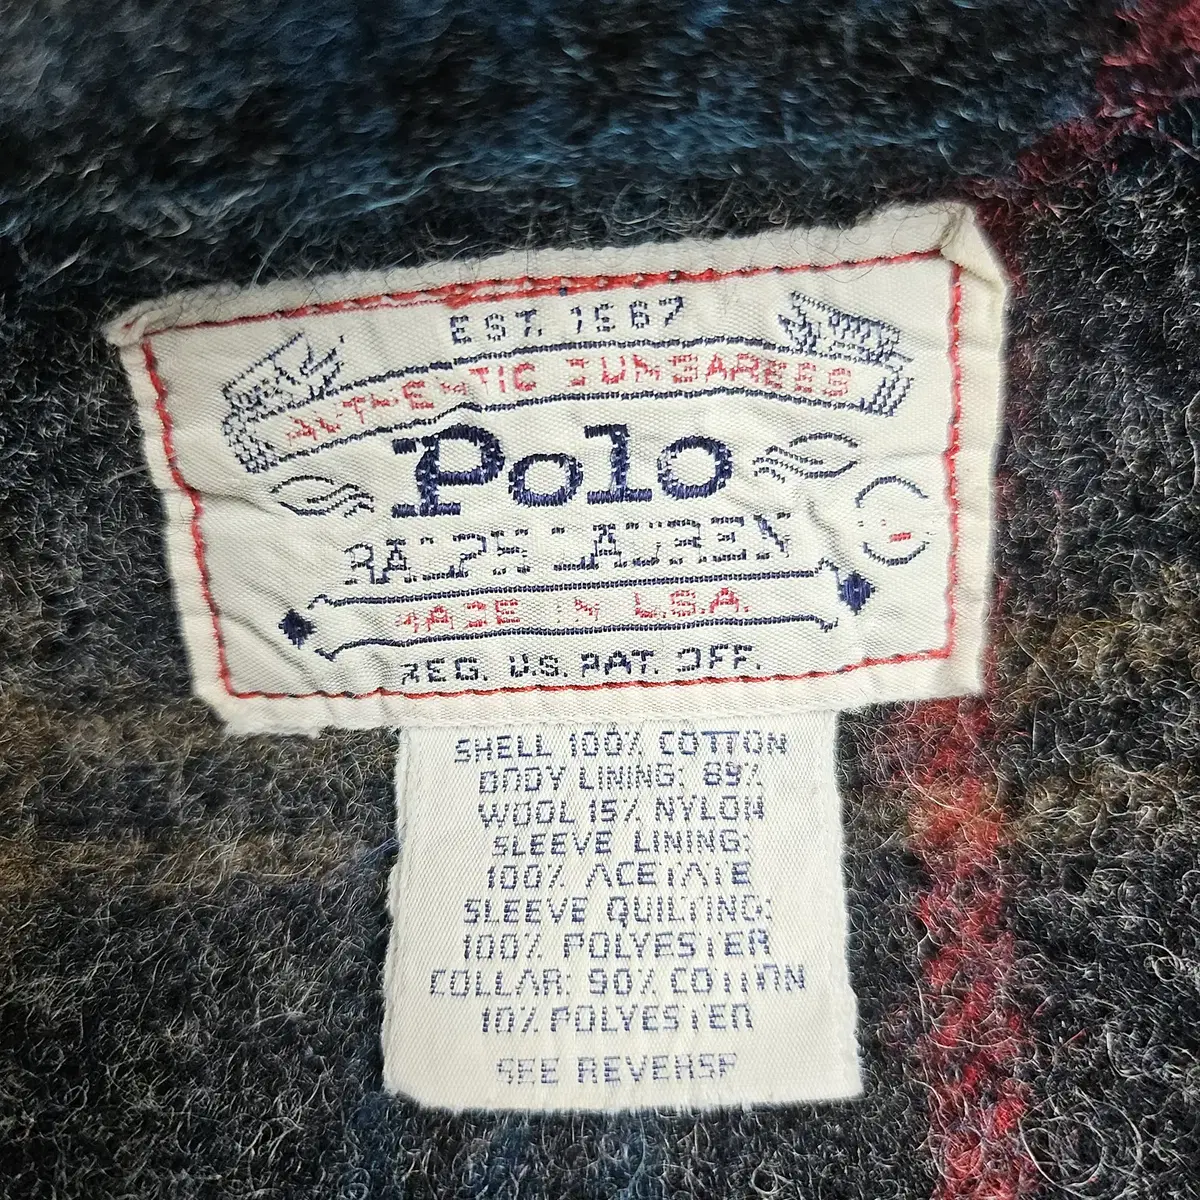 EST. 1967
AUTHENTIC DUNGAREES
Polo
RALPH LAUREN
MADE IN U.S.A.
REG. U.S. PAT. OFF.
SHELL 100% COTTON
BODY LINING: 89%
WOOL 15% NYLON
SLEEVE LINING:
100% ACETATE
SLEEVE QUILTING:
100% POLYESTER
COLLAR: 90% COTTON
10% POLYESTER
SEE REVERSE